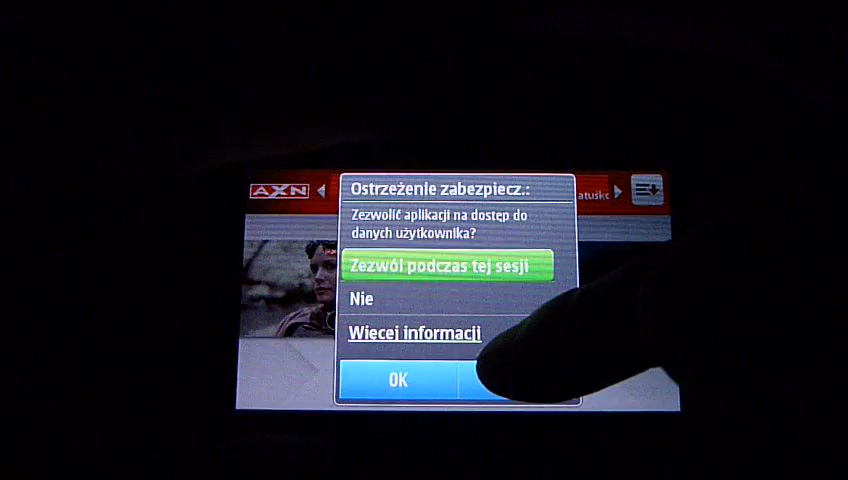 AXN
Ostrzeżenie zabezpiecz.:
Zezwolić aplikacji na dostęp do
danych użytkownika?
Zezwól podczas tej sesji
Nie
Więcej informacji
OK